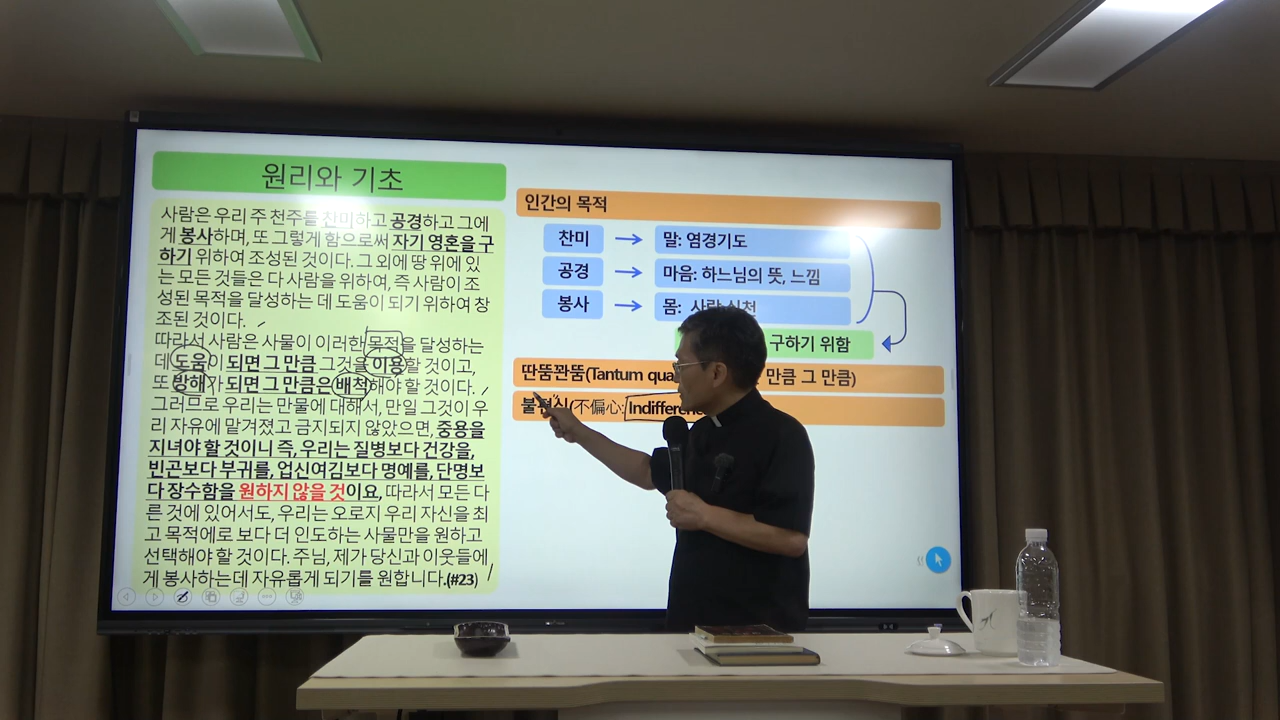 원리와 기초
사람은 우리 주 천주를 찬미하고 공경하고 그에
게 봉사하며, 또 그렇게 함으로써 자기 영혼을 구
하기 위하여 조성된 것이다. 그 외에 땅 위에 있
는 모든 것들은 다 사람을 위하여, 즉 사람이 조
성된 목적을 달성하는 데 도움이 되기 위하여 창
조된 것이다.
따라서 사람은 사물이 이러한 목적을 달성하는
데 도움이 되면 그 만큼 그것을 이용할 것이고,
또 방해가 되면 그 만큼은 배척해야 할 것이다.
그러므로 우리는 만물에 대해서, 만일 그것이 우
리 자유에 맡겨졌고 금지되지 않았으면, 중용을
지녀야 할 것이니 즉, 우리는 질병보다 건강을,
빈곤보다 부귀를, 업신여김보다 명예를, 단명보
다 장수함을 원하지 않을 것이요, 따라서 모든 다
른 것에 있어서도, 우리는 오로지 우리 자신을 최
고 목적에로 보다 더 인도하는 사물만을 원하고
선택해야 할 것이다. 주님, 제가 당신과 이웃들에
게 봉사하는데 자유롭게 되기를 원합니다.(#23)
인간의 목적
찬미 → 말: 염경기도
공경 → 마음: 하느님의 뜻, 느낌
봉사 → 몸: 사랑 실천
구하기 위함
딴뚬꽌뚬(Tantum qua 만큼 그 만큼)
불편심(不偏心: Indifferen